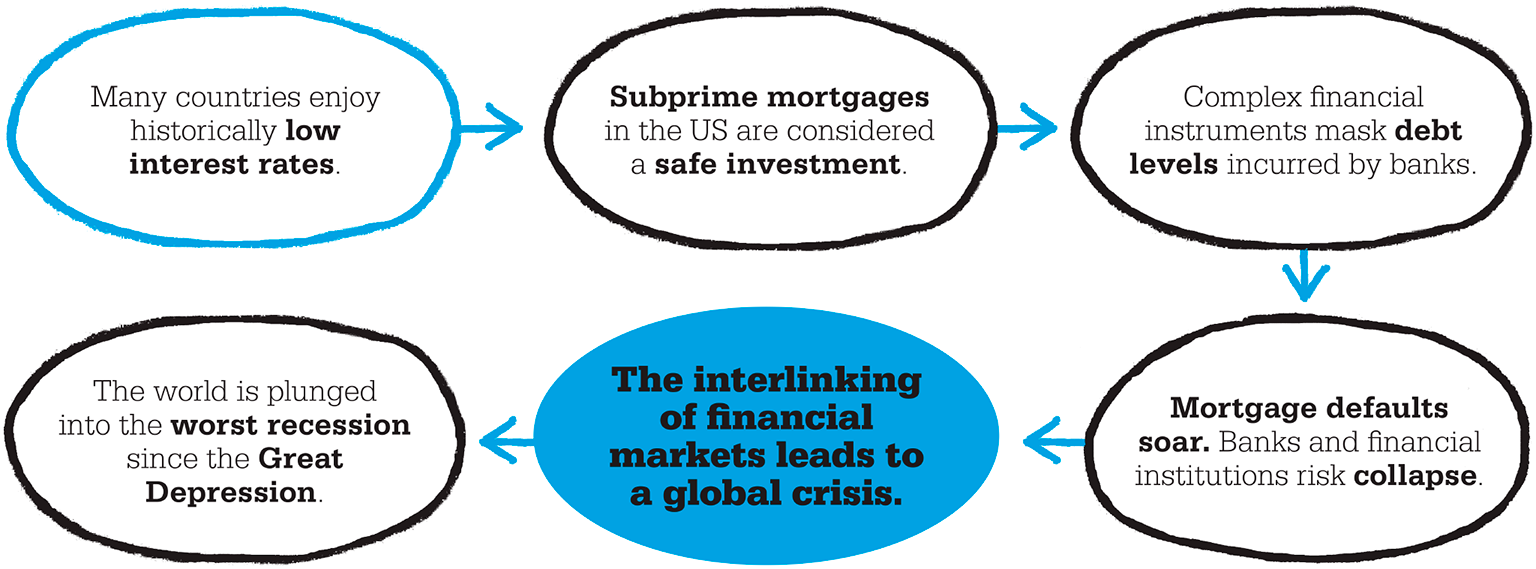 Many countries enjoy
historically low
interest rates.
Subprime mortgages
in the US are considered
a safe investment.
Complex financial
instruments mask debt
levels incurred by banks.
Mortgage defaults
soar. Banks and financial
institutions risk collapse.
The interlinking
of financial
markets leads to
a global crisis.
The world is plunged
into the worst recession
since the Great
Depression.